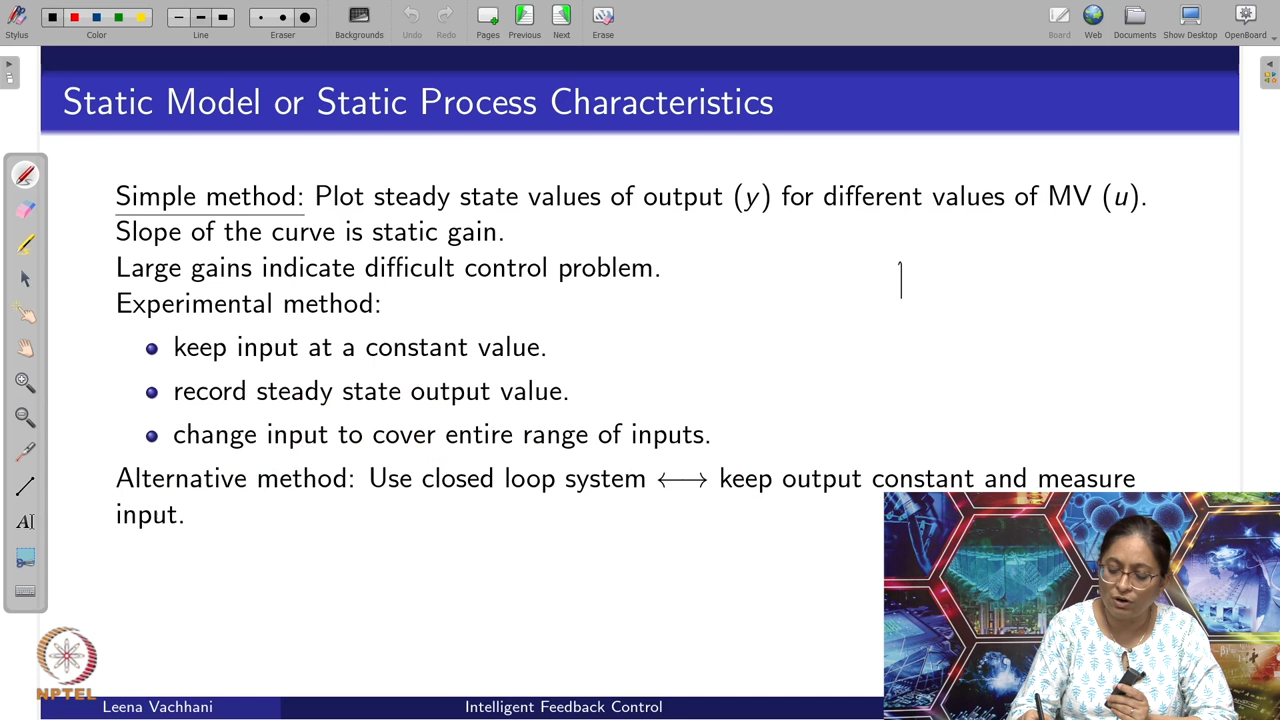 Stylus
Color
Line
Eraser
Backgrounds
Undo
Redo
Pages
Previous
Next
Erase
Board
Web
Documents
Show Desktop
OpenBoard
Static Model or Static Process Characteristics
Simple method: Plot steady state values of output (y) for different values of MV (u).
Slope of the curve is static gain.
Large gains indicate difficult control problem.
Experimental method:
keep input at a constant value.
record steady state output value.
change input to cover entire range of inputs.
Alternative method: Use closed loop system ⟷ keep output constant and measure
input.
NPTEL
Leena Vachhani
Intelligent Feedback Control